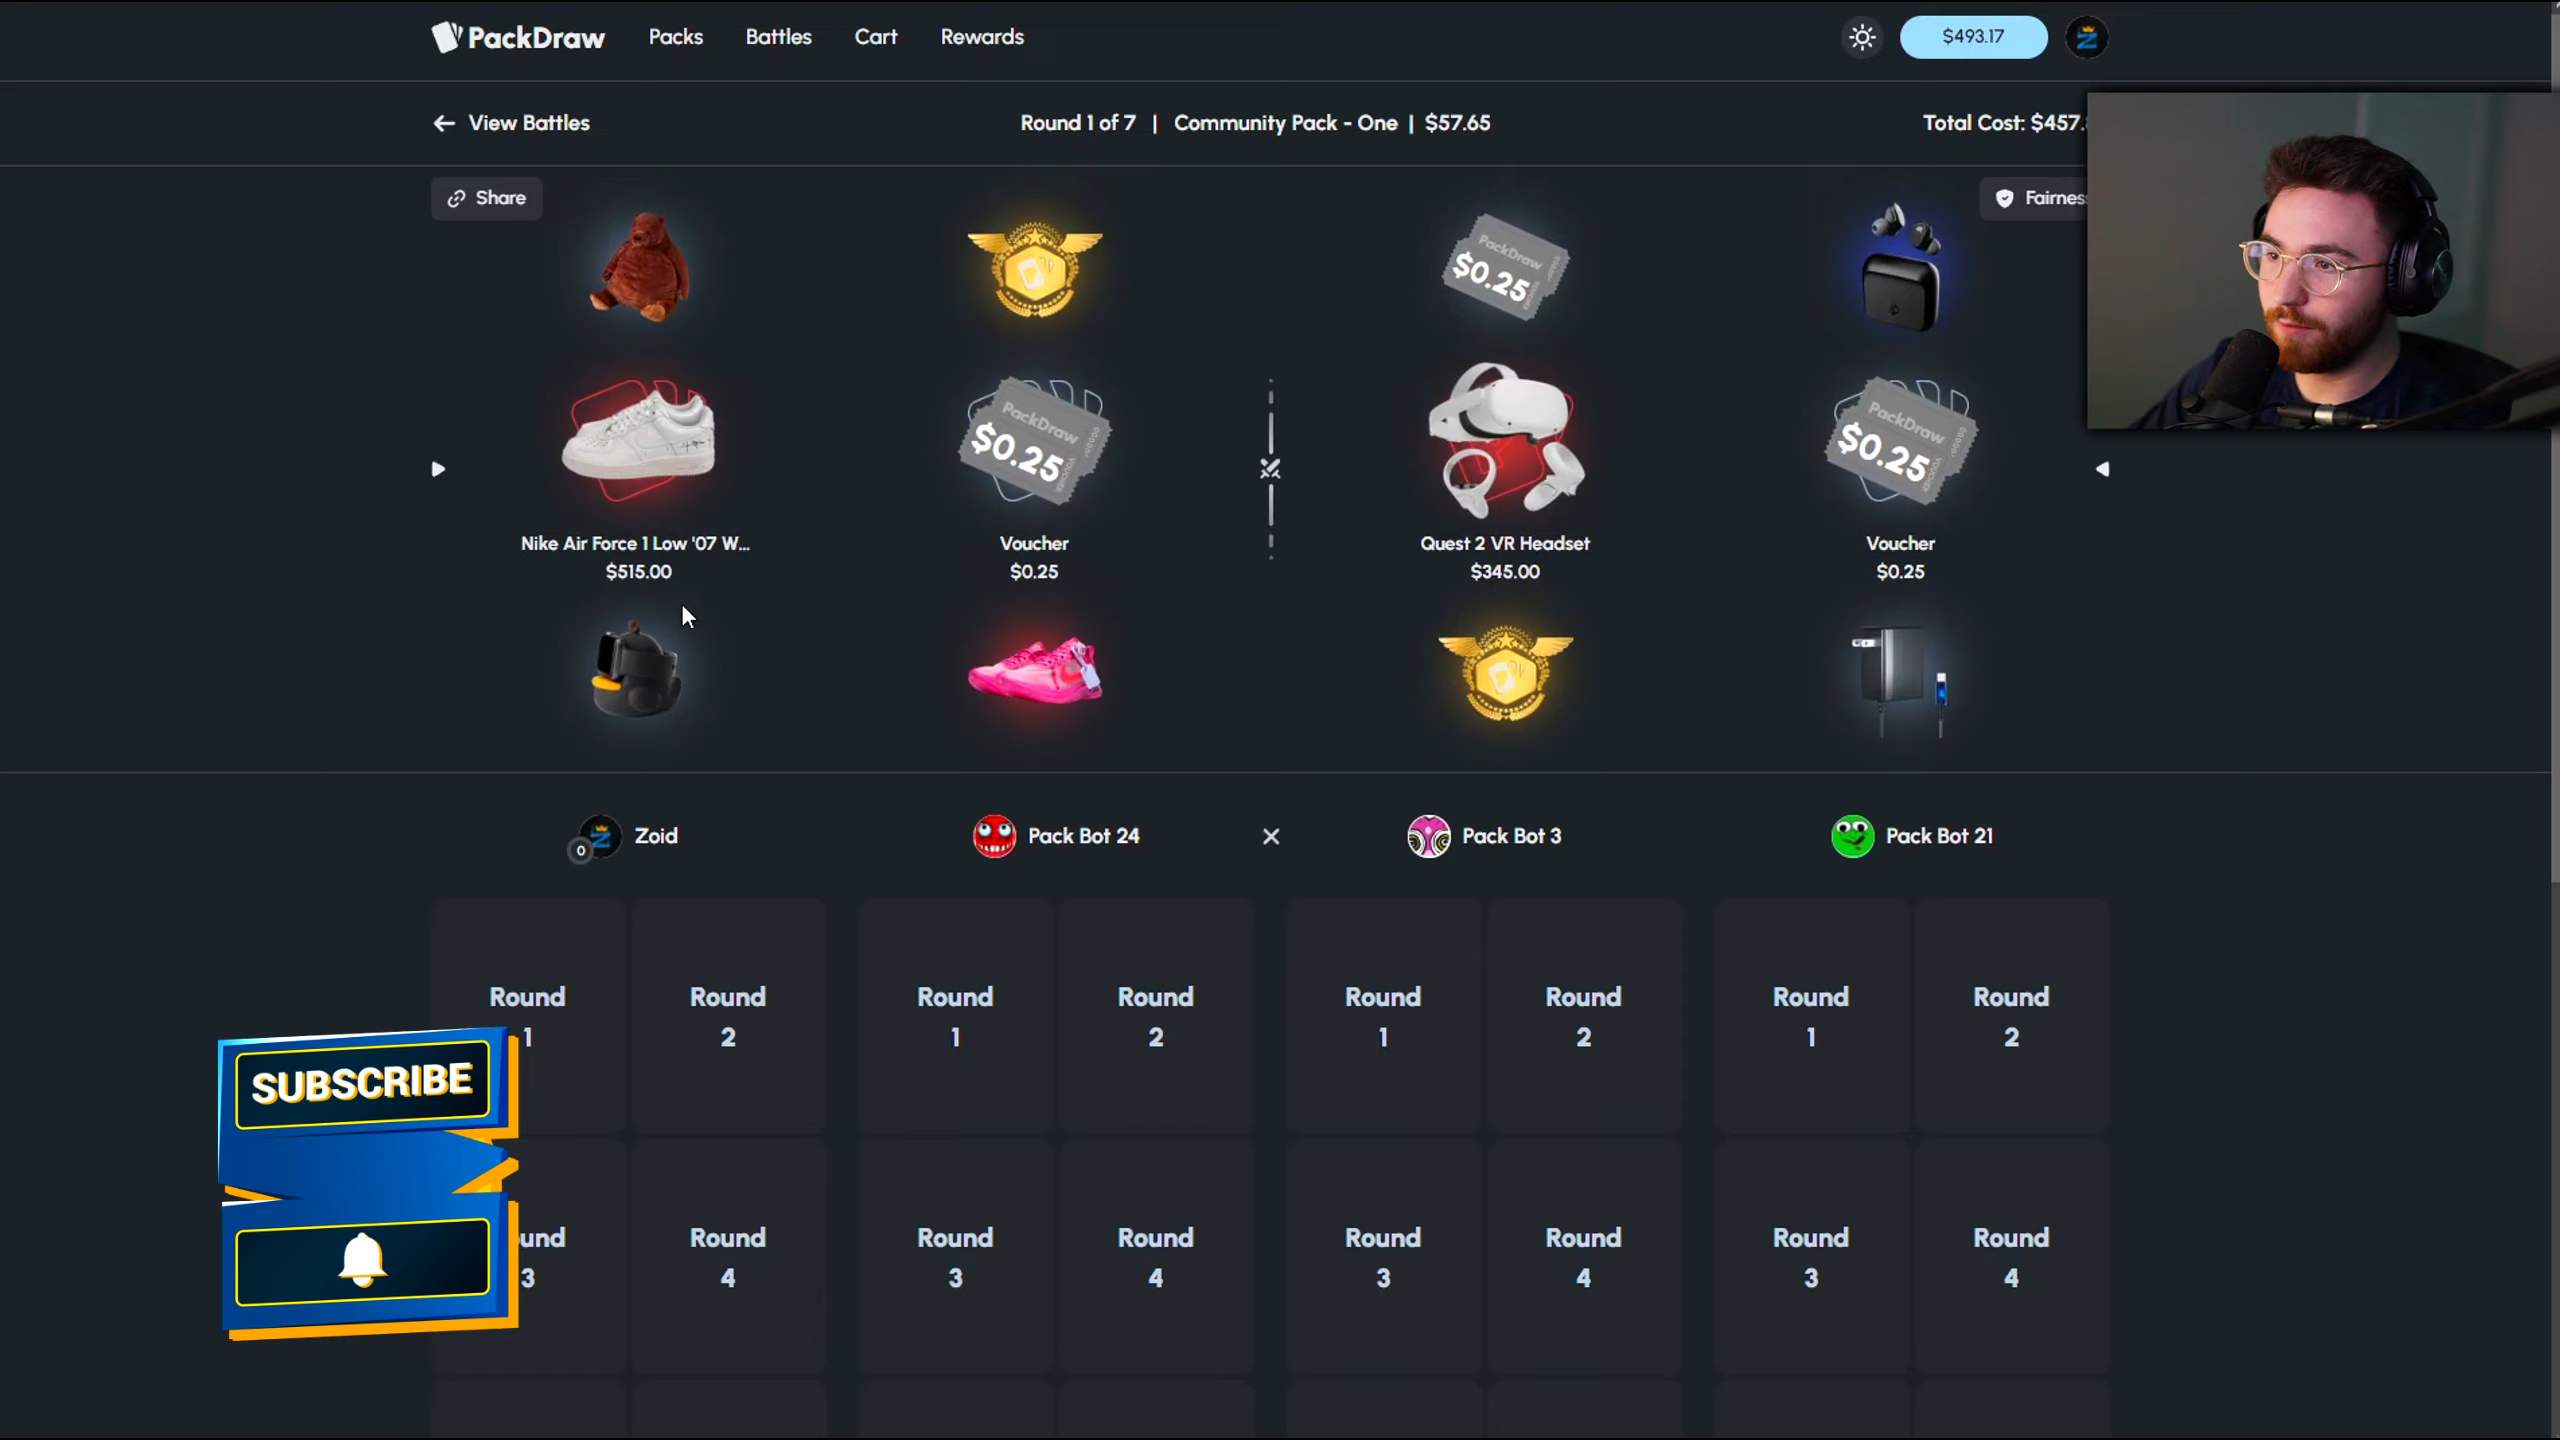 PackDraw Packs Battles Cart Rewards $493.17
View Battles Round 1 of 7 | Community Pack - One | $57.65 Total Cost: $457.
Share
Fairness
PackDraw
$0.25
PackDraw
$0.25
PackDraw
$0.25
Nike Air Force 1 Low '07 W...
$515.00
Voucher
$0.25
Quest 2 VR Headset
$345.00
Voucher
$0.25
0 Zoid Pack Bot 24 Pack Bot 3 Pack Bot 21
Round 1
Round 2
Round 1
Round 2
Round 1
Round 2
Round 1
Round 2
SUBSCRIBE
und 3
Round 4
Round 3
Round 4
Round 3
Round 4
Round 3
Round 4